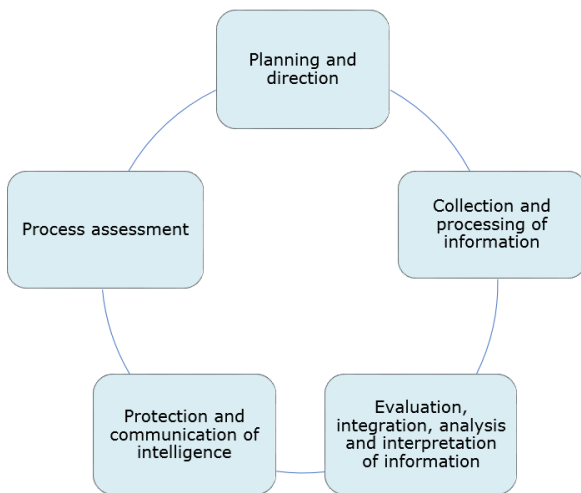 Planning and
direction
Collection and
processing of
information
Evaluation,
integration, analysis
and interpretation
of information
Protection and
communication of
intelligence
Process assessment